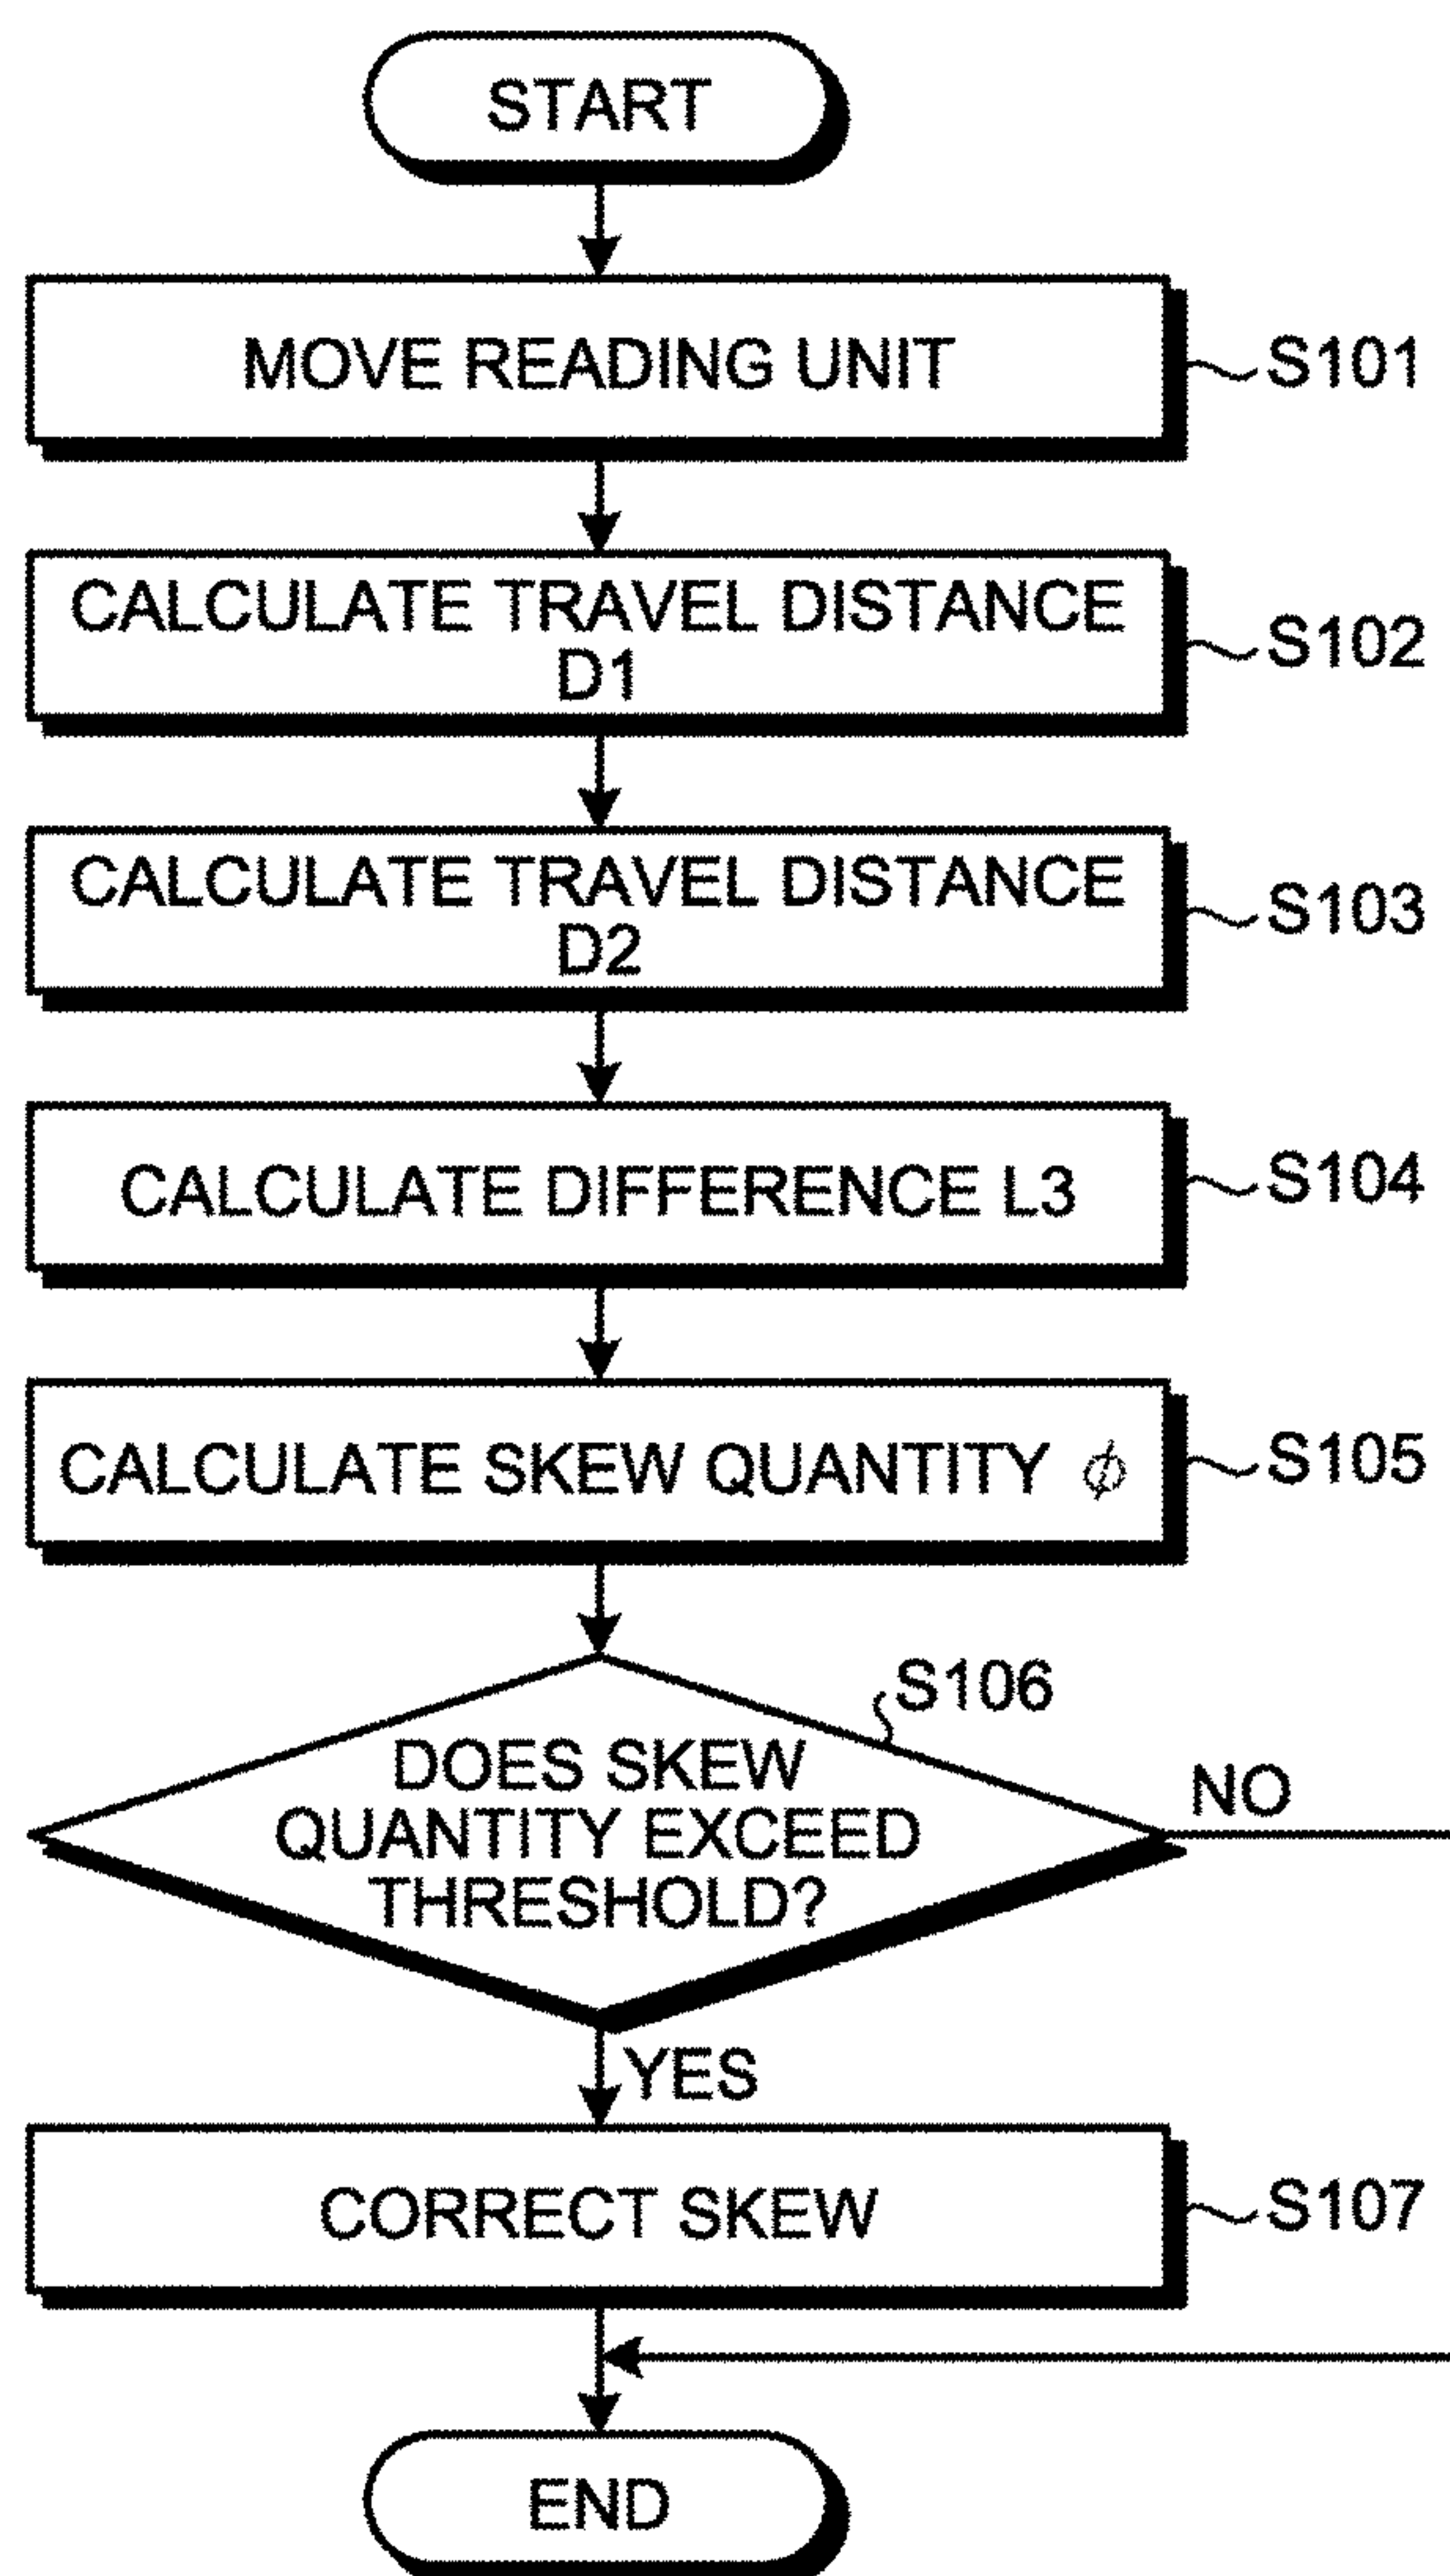 START
MOVE READING UNIT
S101
CALCULATE TRAVEL DISTANCE
D1
S102
CALCULATE TRAVEL DISTANCE
D2
S103
CALCULATE DIFFERENCE L3
S104
CALCULATE SKEW QUANTITY ϕ
S105
S106
DOES SKEW
QUANTITY EXCEED
THRESHOLD?
NO
YES
CORRECT SKEW
S107
END